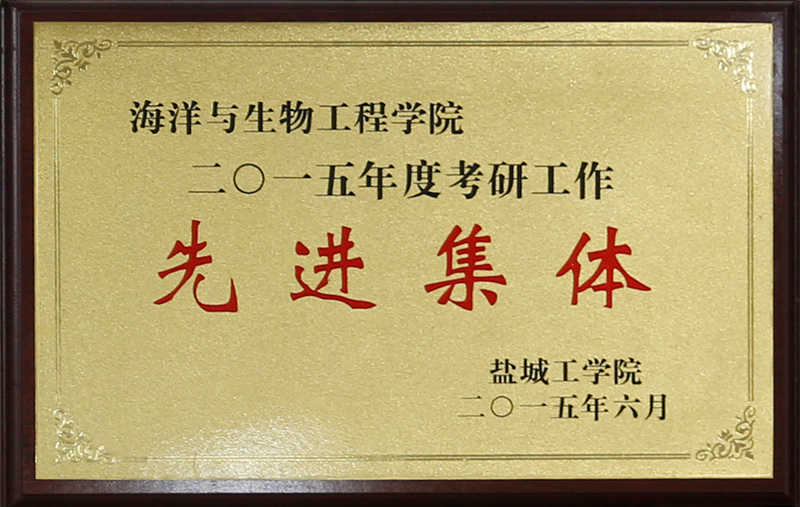 海洋与生物工程学院
二〇一五年度考研工作
先进集体
盐城工学院
二〇一五年六月